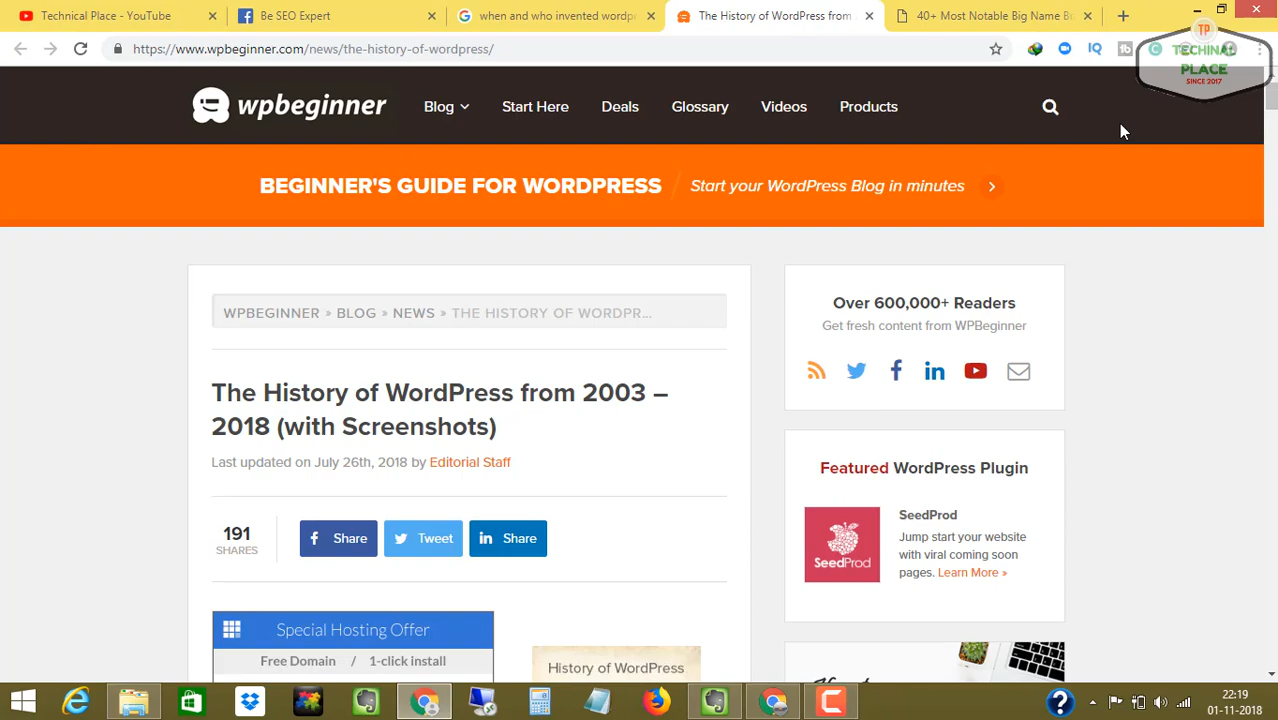 Technical Place - YouTube
Be SEO Expert
when and who invented wordp
The History of WordPress from
40+ Most Notable Big Name Br
https://www.wpbeginner.com/news/the-history-of-wordpress/
IQ
TP
TECHINAL
PLACE
SINCE 2017
wpbeginner
Blog
Start Here
Deals
Glossary
Videos
Products
BEGINNER'S GUIDE FOR WORDPRESS
Start your WordPress Blog in minutes
WPBEGINNER » BLOG » NEWS » THE HISTORY OF WORDPR...
The History of WordPress from 2003 –
2018 (with Screenshots)
Last updated on July 26th, 2018 by Editorial Staff
191
SHARES
Share
Tweet
Share
Special Hosting Offer
Free Domain / 1-click install
History of WordPress
Over 600,000+ Readers
Get fresh content from WPBeginner
Featured WordPress Plugin
SeedProd
SeedProd
Jump start your website
with viral coming soon
pages. Learn More »
22:19
01-11-2018